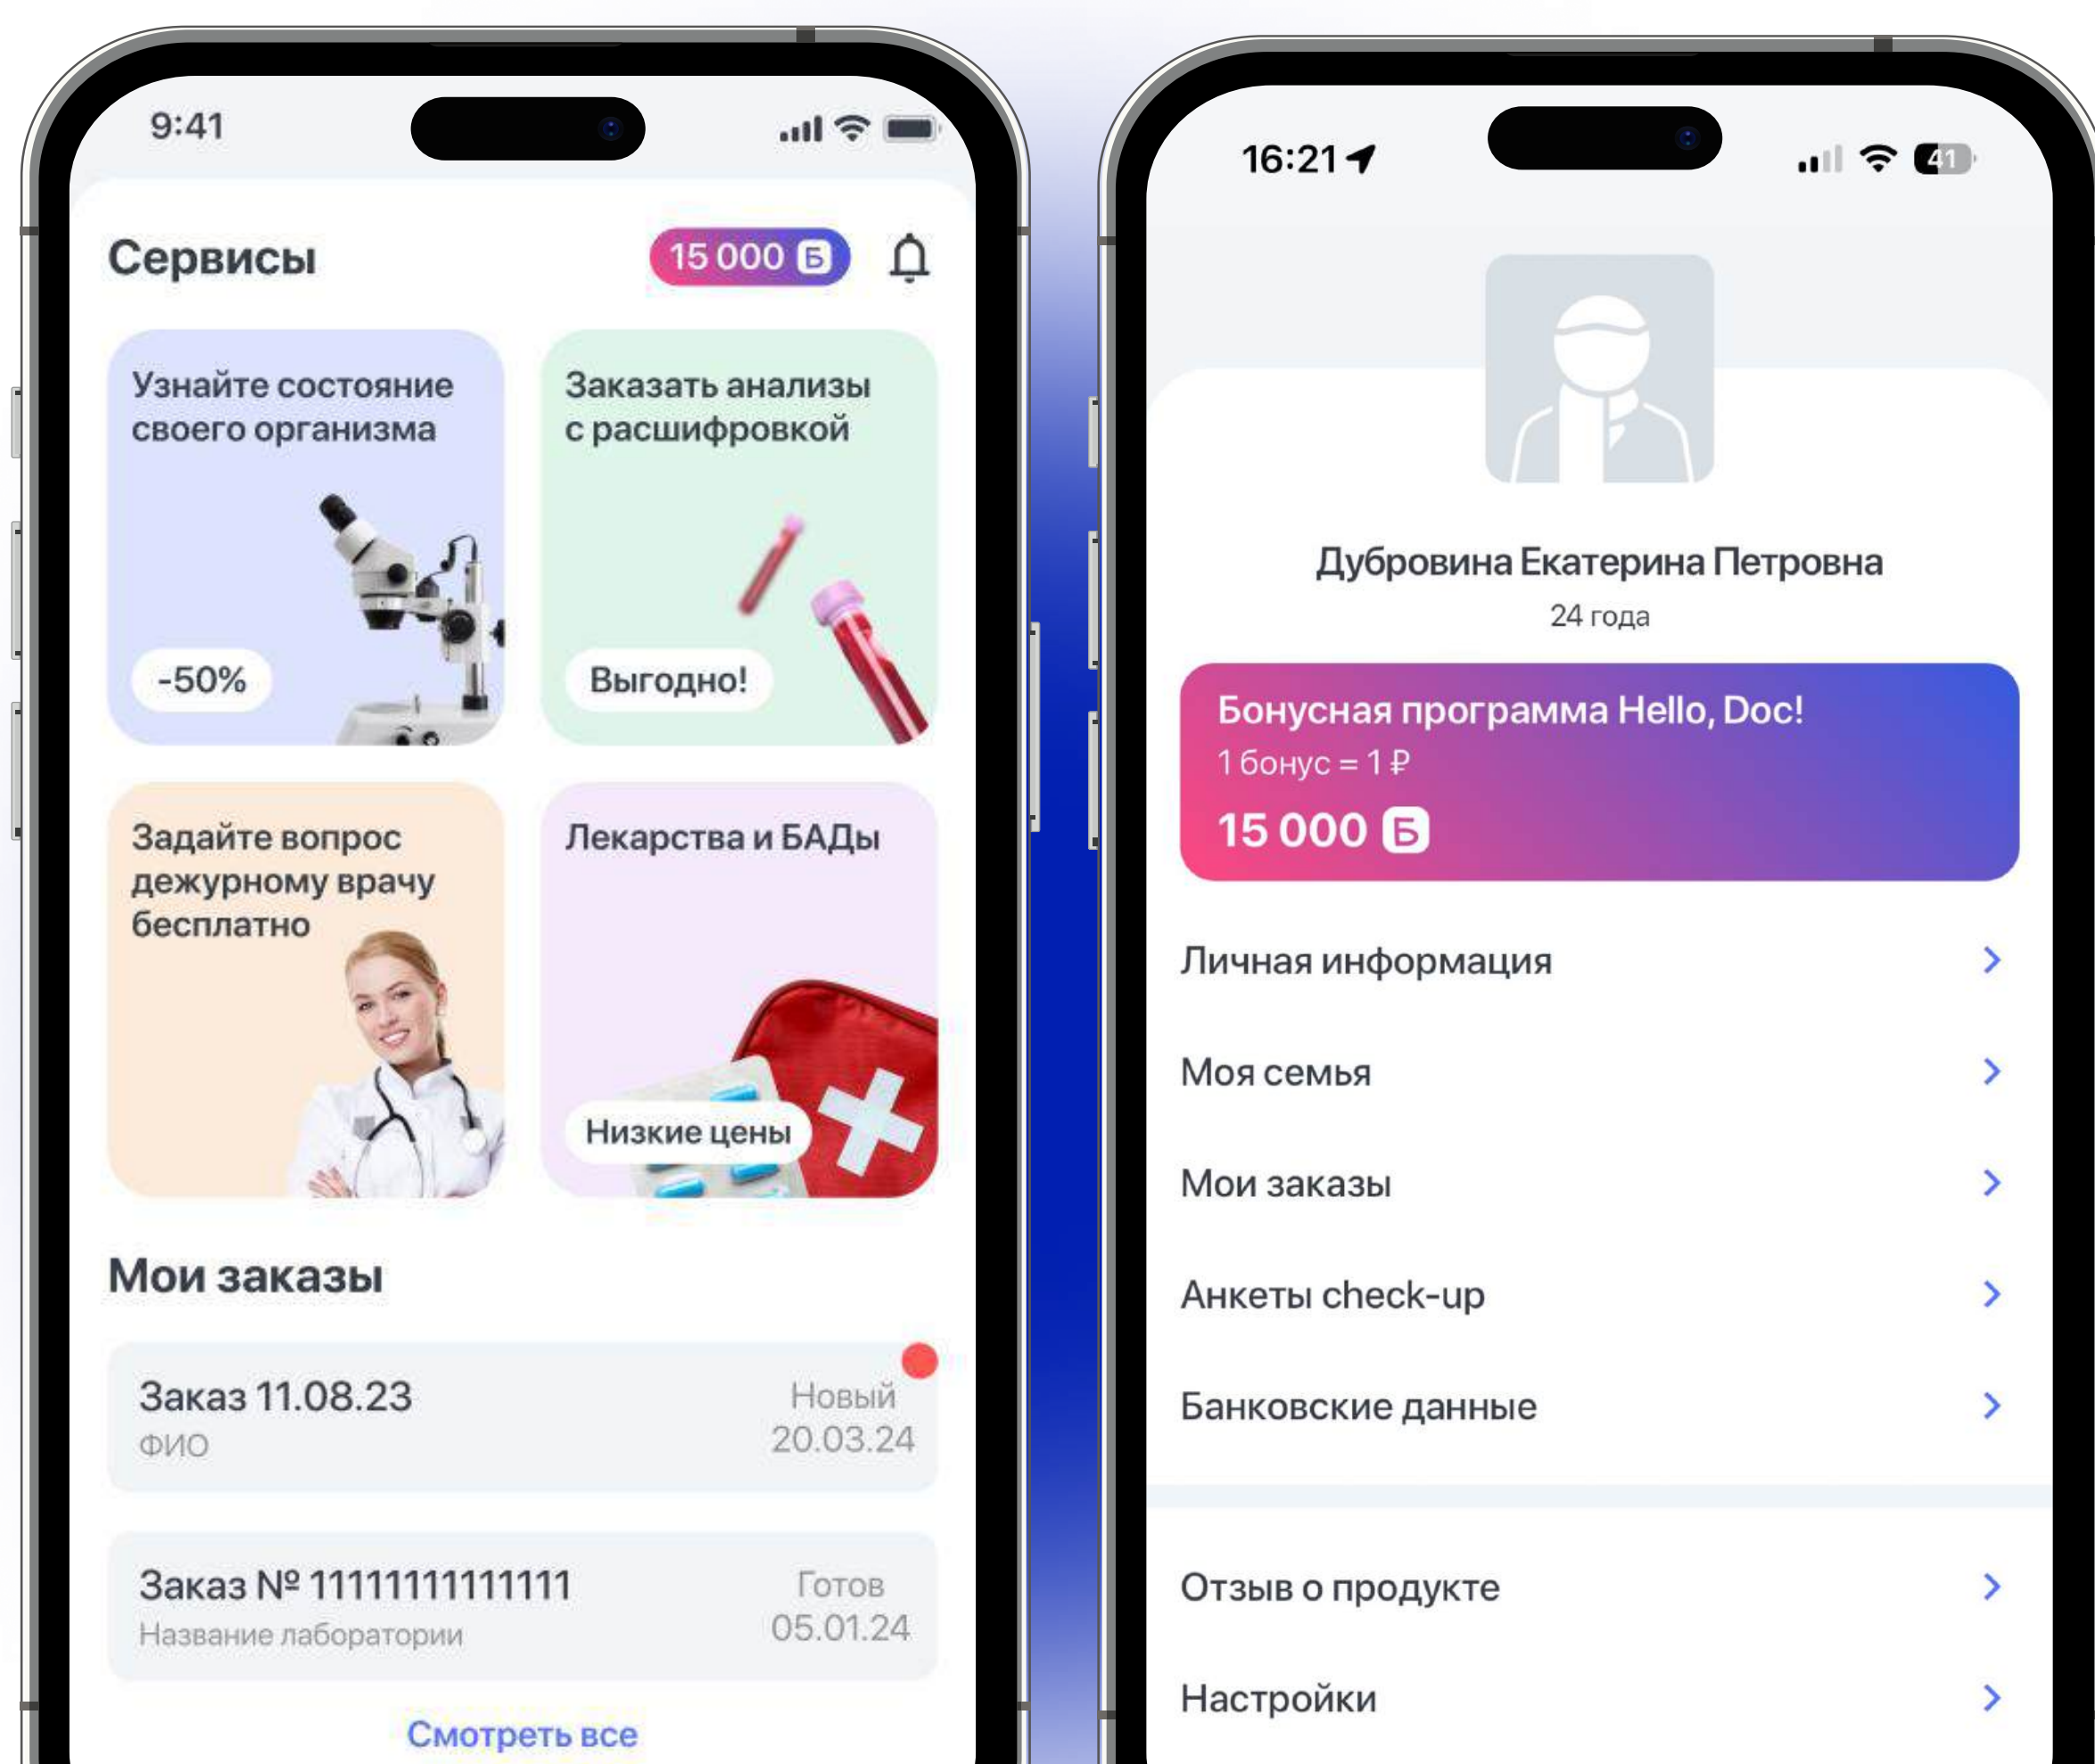 9:41
Сервисы
15 000 Б
Узнайте состояние
своего организма
-50%
Заказать анализы
с расшифровкой
Выгодно!
Задайте вопрос
дежурному врачу
бесплатно
Лекарства и БАДы
Низкие цены
Мои заказы
Заказ 11.08.23
ФИО
Новый
20.03.24
Заказ № 11111111111111
Название лаборатории
Готов
05.01.24
Смотреть все
16:21
41
Дубровина Екатерина Петровна
24 года
Бонусная программа Hello, Doc!
1 бонус = 1 ₽
15 000 Б
Личная информация
Моя семья
Мои заказы
Анкеты check-up
Банковские данные
Отзыв о продукте
Настройки